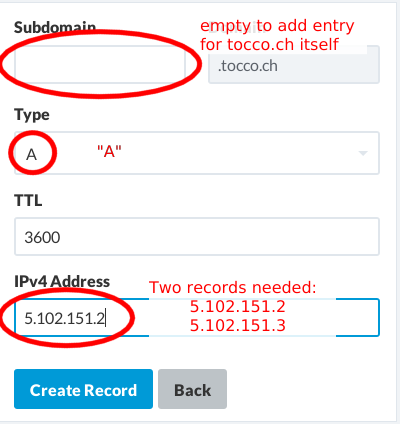 Subdomain
empty to add entry
for tocco.ch itself
.tocco.ch
Type
A
"A"
TTL
3600
IPv4 Address
Two records needed:
5.102.151.2
5.102.151.2
5.102.151.3
Create Record
Back